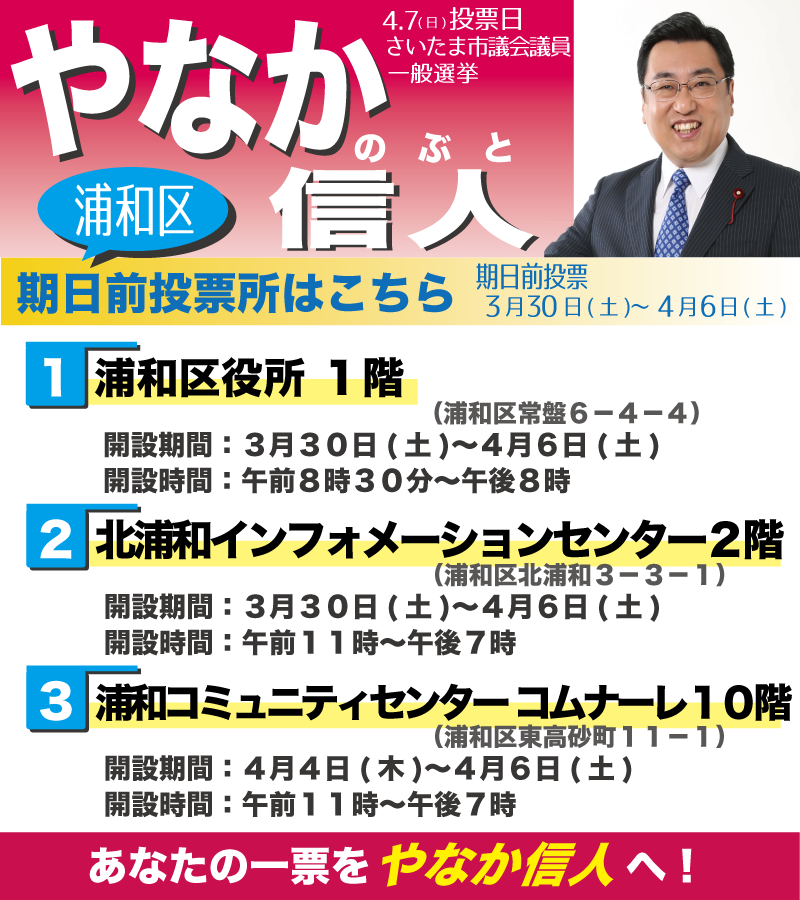 4.7(日)投票日
さいたま市議会議員
一般選挙
やなか
のぶと
信人
浦和区
期日前投票所はこちら
期日前投票
3月30日(土)～4月6日(土)
1 浦和区役所 1階
（浦和区常盤６－４－４）
開設期間：３月３０日(土)～４月６日(土)
開設時間：午前８時３０分～午後８時
2 北浦和インフォメーションセンター２階
（浦和区北浦和３－３－１）
開設期間：３月３０日(土)～４月６日(土)
開設時間：午前１１時～午後７時
3 浦和コミュニティセンター コムナーレ１０階
（浦和区東高砂町１１－１）
開設期間：４月４日(木)～４月６日(土)
開設時間：午前１１時～午後７時
あなたの一票をやなか信人へ！